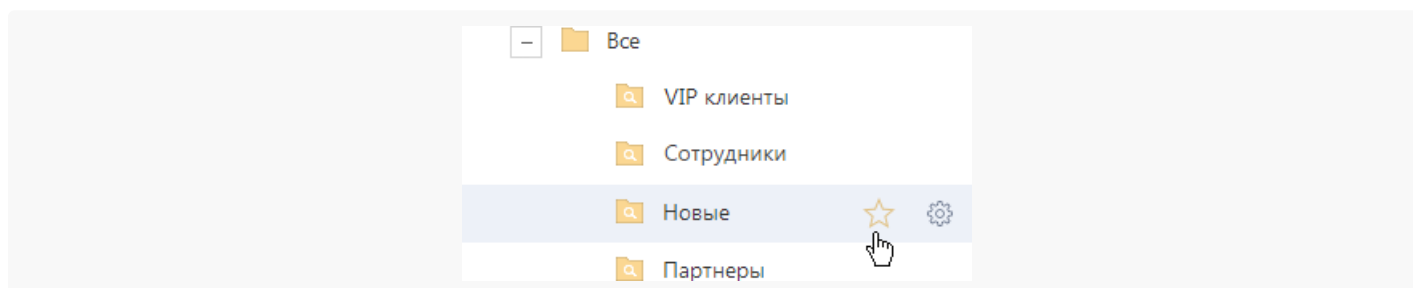 Все
VIP клиенты
Сотрудники
Новые
Партнеры